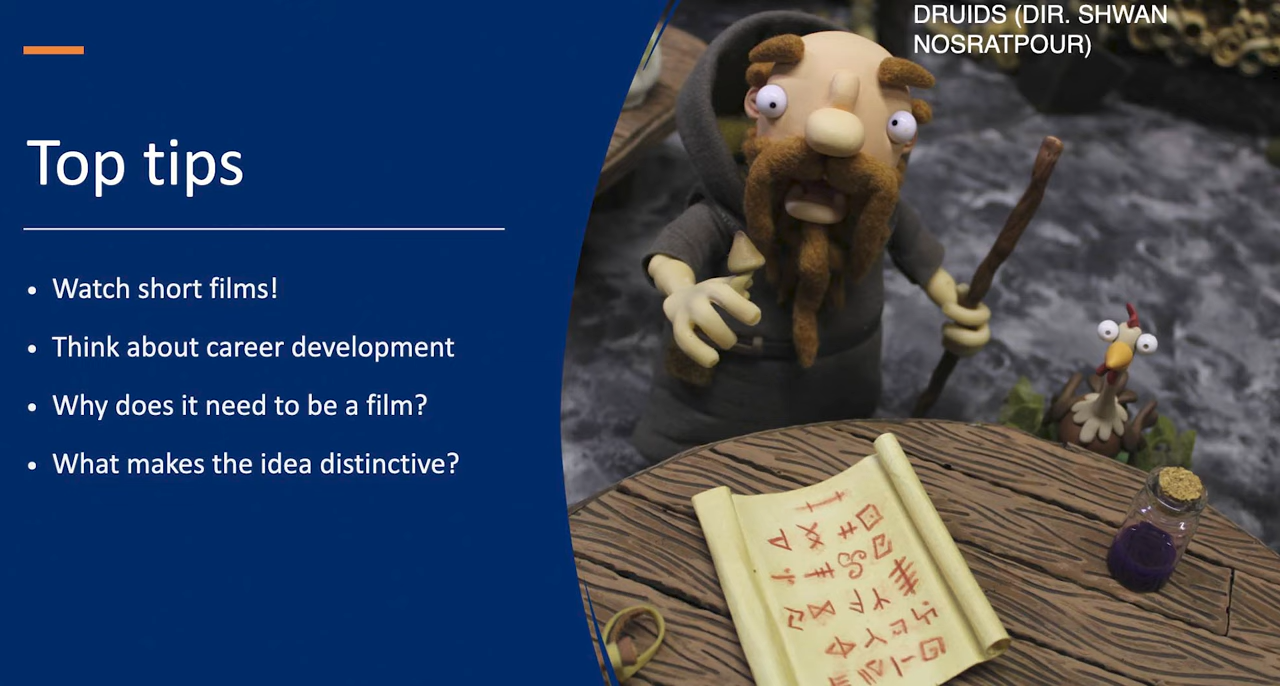 Top tips
• Watch short films!
• Think about career development
• Why does it need to be a film?
• What makes the idea distinctive?
DRUIDS (DIR. SHWAN
NOSRATPOUR)